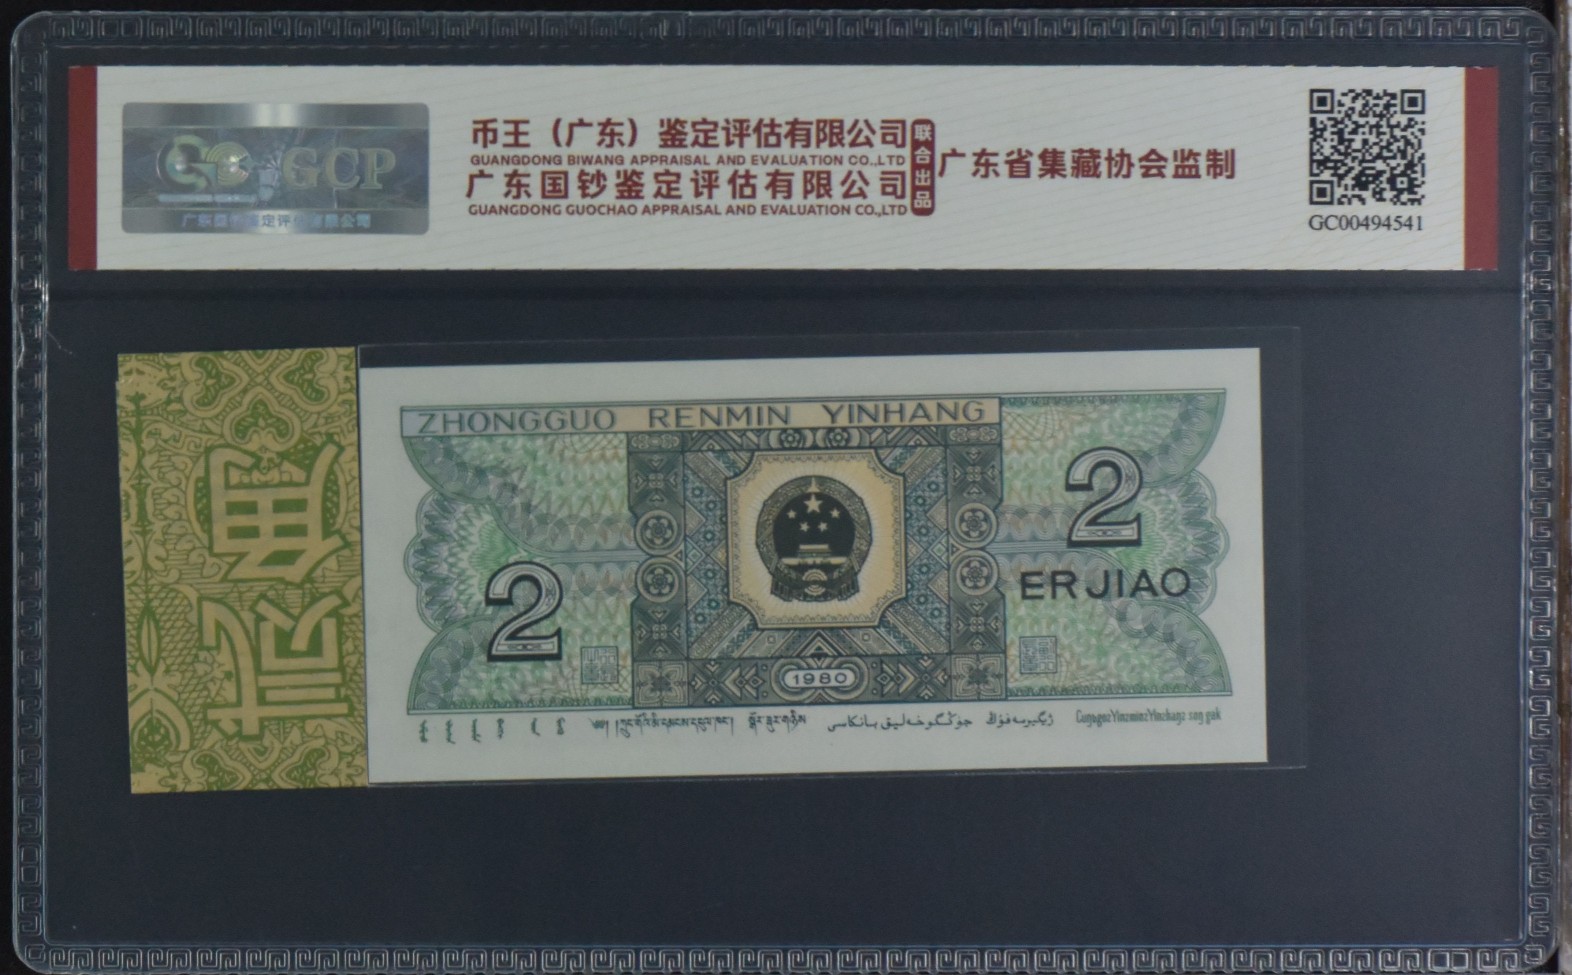 GCP
币王（广东）鉴定评估有限公司
GUANGDONG BIWANG APPRAISAL AND EVALUATION CO.,LTD
广东国钞鉴定评估有限公司
GUANGDONG GUOCHAO APPRAISAL AND EVALUATION CO.,LTD
联合出品
广东省集藏协会监制
GC00494541
ZHONGGUO RENMIN YINHANG
2
ERJIAO
2
1980